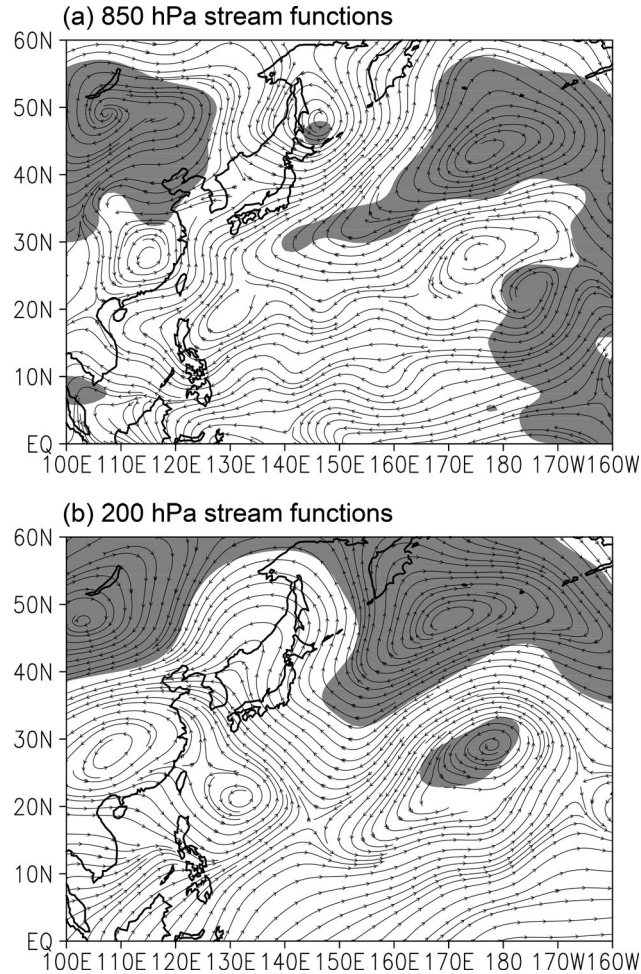 (a) 850 hPa stream functions
60N
50N
40N
30N
20N
10N
EQ
100E 110E 120E 130E 140E 150E 160E 170E 180 170W 160W
(b) 200 hPa stream functions
60N
50N
40N
30N
20N
10N
EQ
100E 110E 120E 130E 140E 150E 160E 170E 180 170W 160W